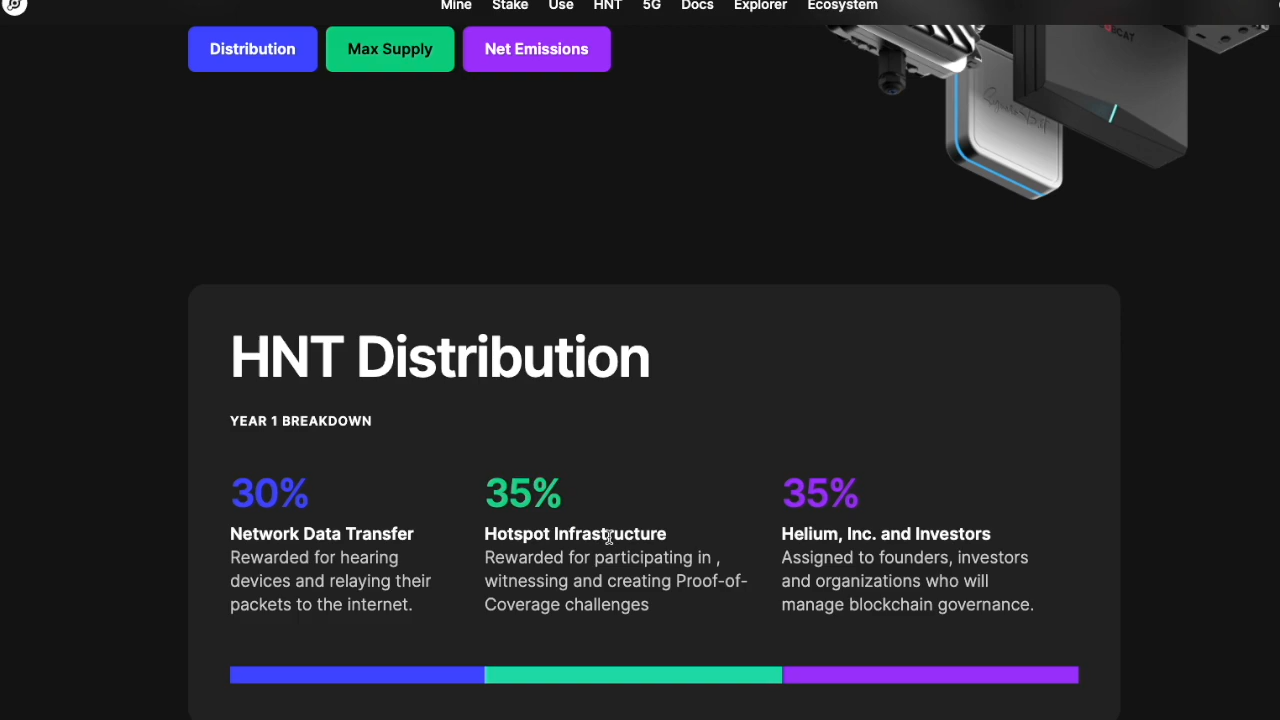 Mine Stake Use HNT 5G Docs Explorer Ecosystem
Distribution Max Supply Net Emissions
HNT Distribution
YEAR 1 BREAKDOWN
30% 35% 35%
Network Data Transfer Hotspot Infrastructure Helium, Inc. and Investors
Rewarded for hearing Rewarded for participating in , Assigned to founders, investors
devices and relaying their witnessing and creating Proof-of- and organizations who will
packets to the internet. Coverage challenges manage blockchain governance.